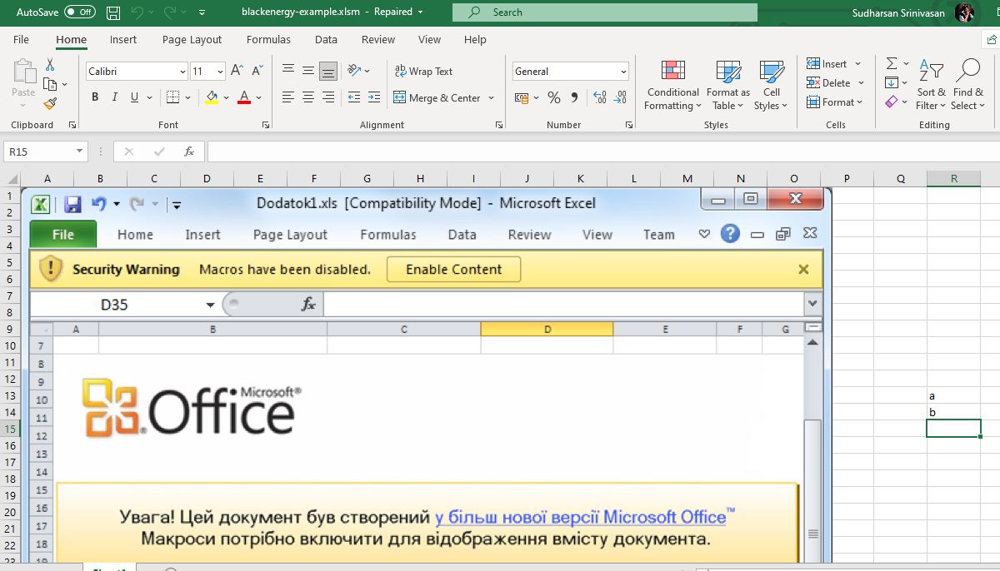 AutoSave Off blackenergy-example.xlsm - Repaired Search Sudharsan Srinivasan
File Home Insert Page Layout Formulas Data Review View Help
Calibri 11 Wrap Text General Insert
Paste Conditional Format as Cell Delete Sort & Find &
B I U Merge & Center % Formatting Table Styles Format Filter Select
Clipboard Font Alignment Number Styles Cells Editing
R15 fx
A B C D E F G H I J K L M N O P Q R
1
2
3
4
5
6
7
8
9
10
11
12
13
14
15
16
17
18
19
20
21
22
23
Dodatok1.xls [Compatibility Mode] - Microsoft Excel
File Home Insert Page Layout Formulas Data Review View Team
Security Warning Macros have been disabled. Enable Content
D35 fx
A B C D E F G
7
8
9
10
11
12
13
14
15
16
17
18
19
Microsoft®
Office
Увага! Цей документ був створений у більш нової версії Microsoft Office™
Макроси потрібно включити для відображення вмісту документа.
a
b